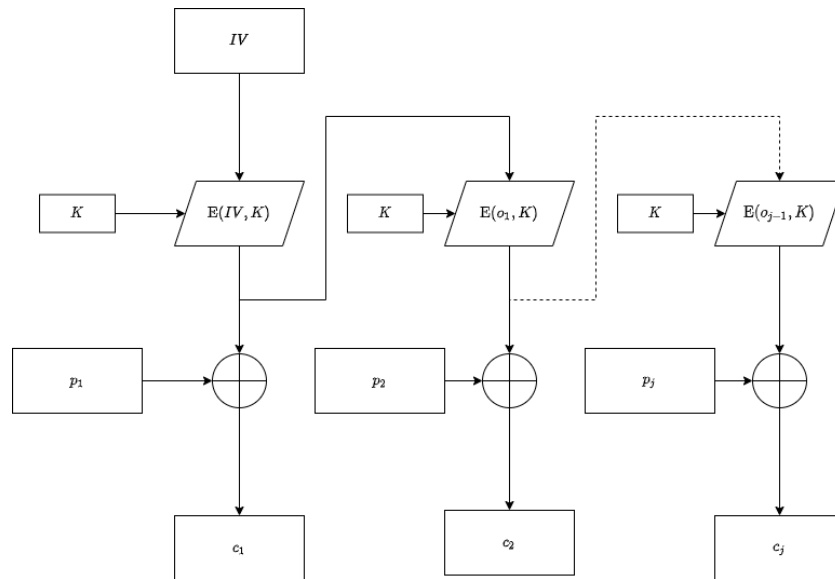 IV
K
E(IV, K)
K
E(o₁, K)
K
E(oⱼ₋₁, K)
p₁
p₂
pⱼ
c₁
c₂
cⱼ